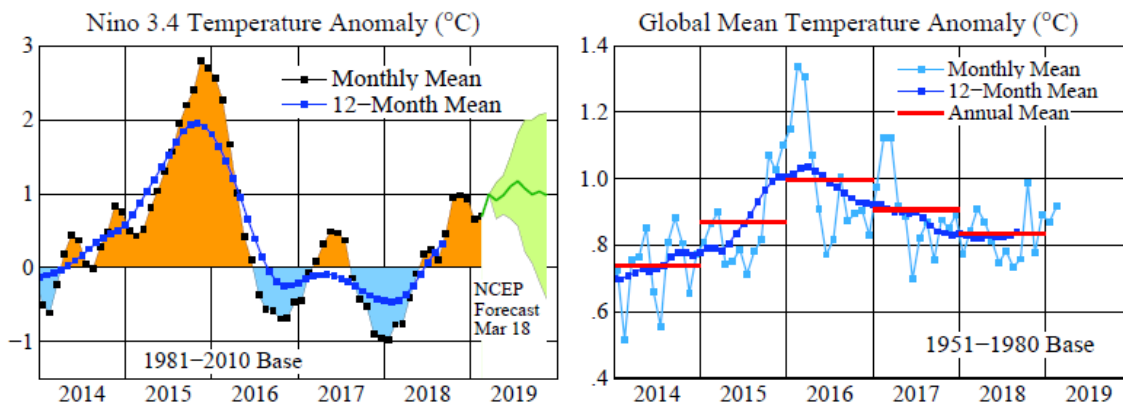 Nino 3.4 Temperature Anomaly (°C)
3
2
1
0
−1
Monthly Mean
12−Month Mean
NCEP
Forecast
Mar 18
1981−2010 Base
2014 2015 2016 2017 2018 2019
Global Mean Temperature Anomaly (°C)
1.4
1.2
1.0
.8
.6
.4
Monthly Mean
12−Month Mean
Annual Mean
1951−1980 Base
2014 2015 2016 2017 2018 2019